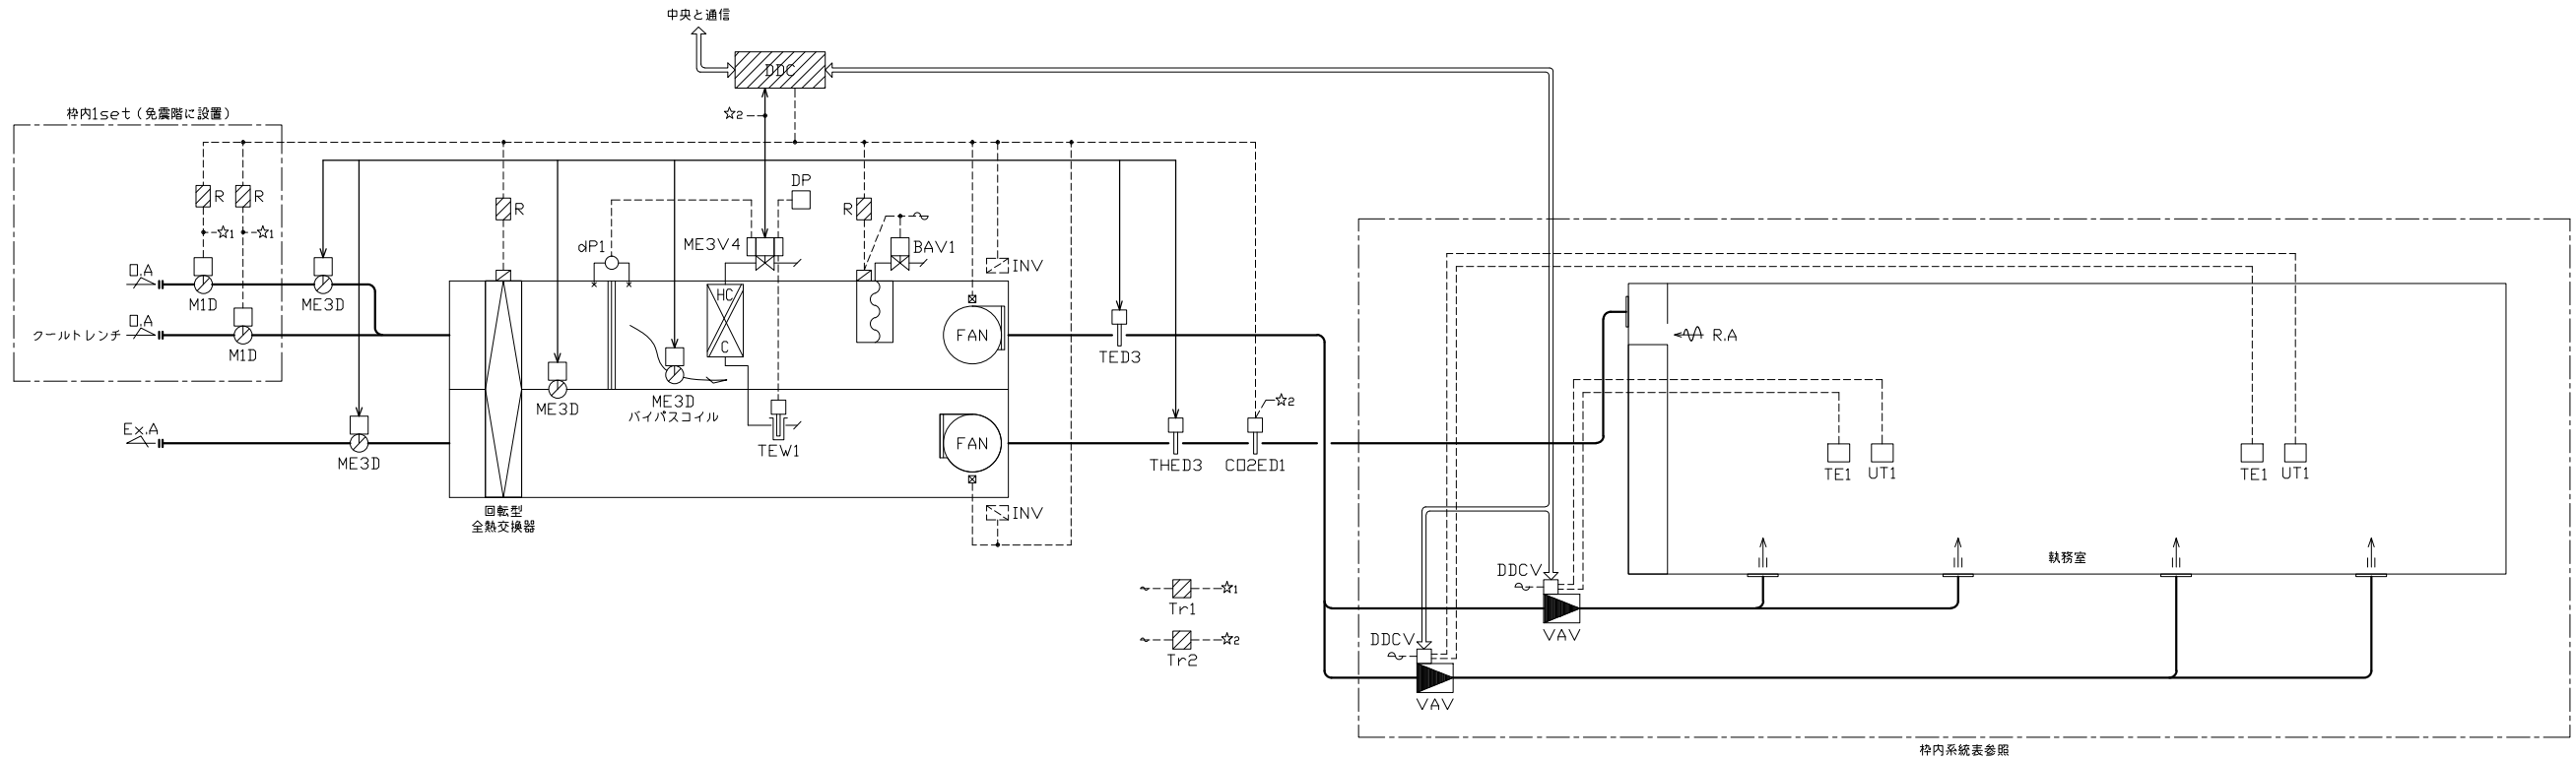 中央と通信
DDC
☆2
枠内1set(免震階に設置)
R
R
☆1
☆1
R
R
DP
dP1
ME3V4
BAV1
INV
O.A
M1D
ME3D
クールトレンチ
O.A
M1D
HC
C
FAN
TED3
R.A
ME3D
ME3D
バイパスコイル
☆2
Ex.A
ME3D
TEW1
FAN
THED3
CO2ED1
TE1
UT1
TE1
UT1
回転型
全熱交換器
INV
執務室
DDCV
VAV
Tr1
☆1
Tr2
☆2
DDCV
VAV
枠内系統表参照